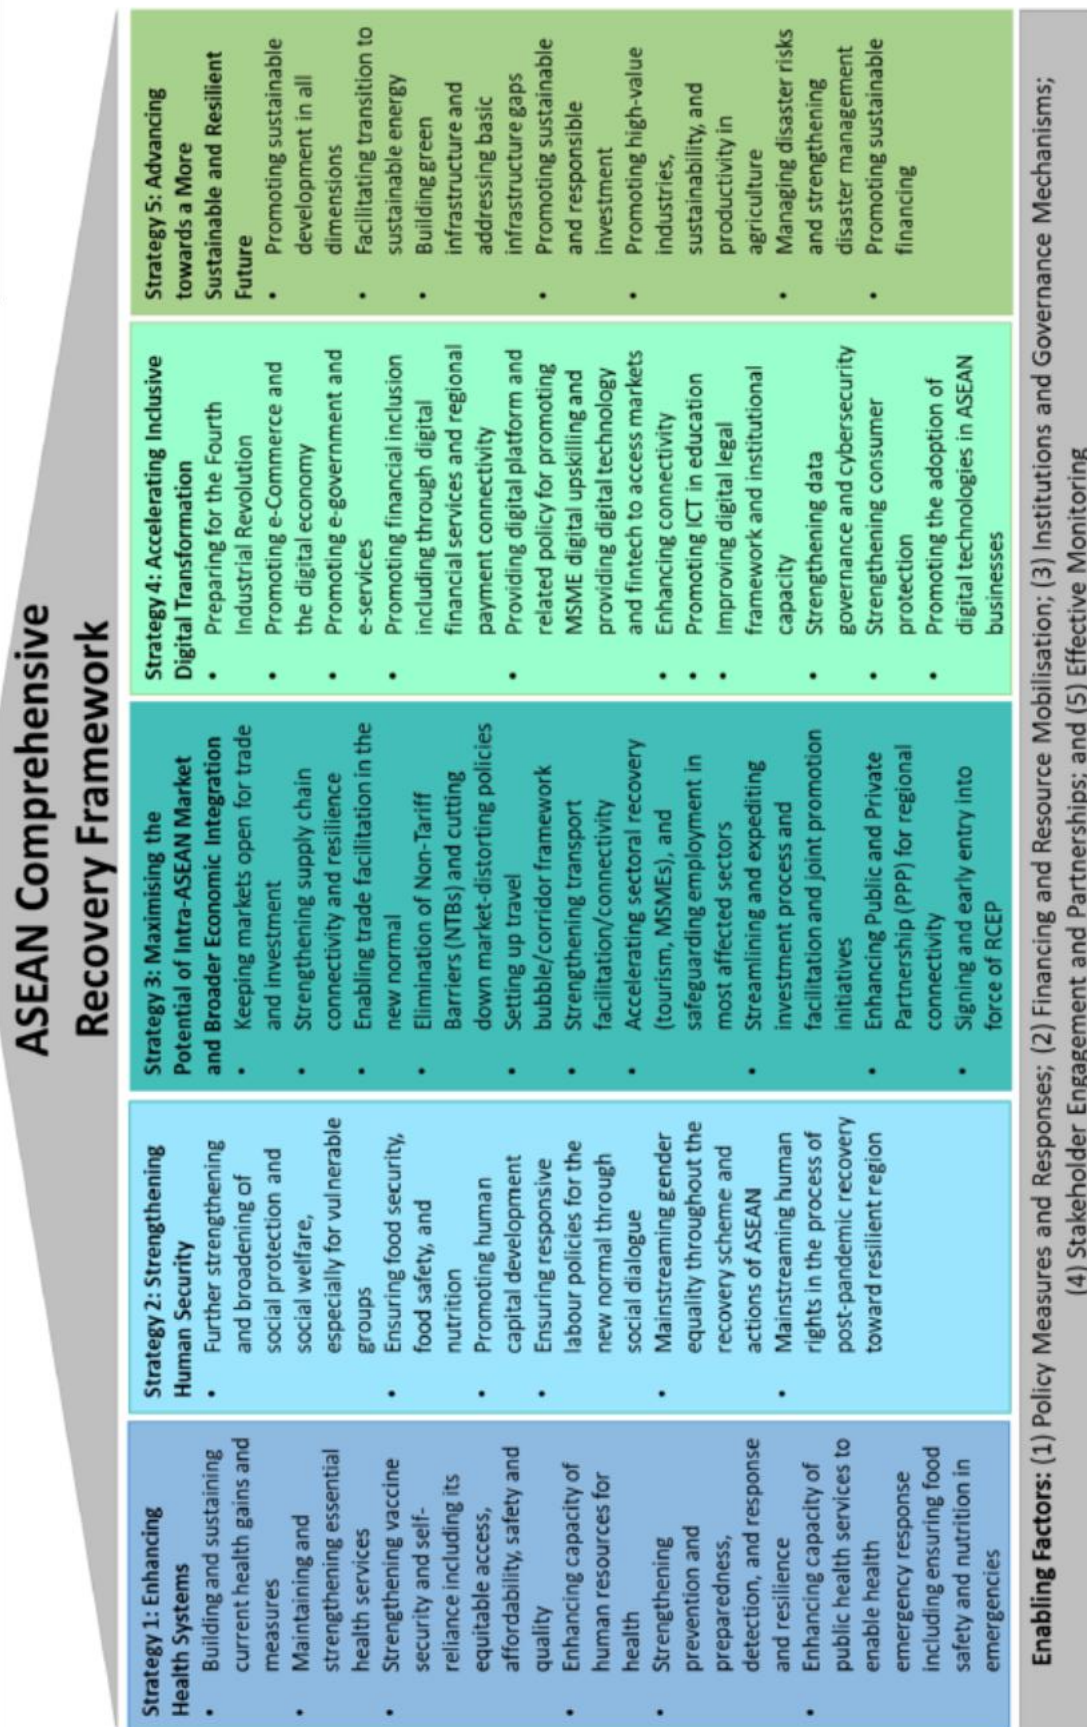 ASEAN Comprehensive
Recovery Framework
Strategy 1: Enhancing
Health Systems
• Building and sustaining
current health gains and
measures
• Maintaining and
strengthening essential
health services
• Strengthening vaccine
security and self-
reliance including its
equitable access,
affordability, safety and
quality
• Enhancing capacity of
human resources for
health
• Strengthening
prevention and
preparedness,
detection, and response
and resilience
• Enhancing capacity of
public health services to
enable health
emergency response
including ensuring food
safety and nutrition in
emergencies
Strategy 2: Strengthening
Human Security
• Further strengthening
and broadening of
social protection and
social welfare,
especially for vulnerable
groups
• Ensuring food security,
food safety, and
nutrition
• Promoting human
capital development
• Ensuring responsive
labour policies for the
new normal through
social dialogue
• Mainstreaming gender
equality throughout the
recovery scheme and
actions of ASEAN
• Mainstreaming human
rights in the process of
post-pandemic recovery
toward resilient region
Strategy 3: Maximising the
Potential of Intra-ASEAN Market
and Broader Economic Integration
• Keeping markets open for trade
and investment
• Strengthening supply chain
connectivity and resilience
• Enabling trade facilitation in the
new normal
• Elimination of Non-Tariff
Barriers (NTBs) and cutting
down market-distorting policies
• Setting up travel
bubble/corridor framework
• Strengthening transport
facilitation/connectivity
• Accelerating sectoral recovery
(tourism, MSMEs), and
safeguarding employment in
most affected sectors
• Streamlining and expediting
investment process and
facilitation and joint promotion
initiatives
• Enhancing Public and Private
Partnership (PPP) for regional
connectivity
• Signing and early entry into
force of RCEP
Strategy 4: Accelerating Inclusive
Digital Transformation
• Preparing for the Fourth
Industrial Revolution
• Promoting e-Commerce and
the digital economy
• Promoting e-government and
e-services
• Promoting financial inclusion
including through digital
financial services and regional
payment connectivity
• Providing digital platform and
related policy for promoting
MSME digital upskilling and
providing digital technology
and fintech to access markets
• Enhancing connectivity
• Promoting ICT in education
• Improving digital legal
framework and institutional
capacity
• Strengthening data
governance and cybersecurity
• Strengthening consumer
protection
• Promoting the adoption of
digital technologies in ASEAN
businesses
Strategy 5: Advancing
towards a More
Sustainable and Resilient
Future
• Promoting sustainable
development in all
dimensions
• Facilitating transition to
sustainable energy
• Building green
infrastructure and
addressing basic
infrastructure gaps
• Promoting sustainable
and responsible
investment
• Promoting high-value
industries,
sustainability, and
productivity in
agriculture
• Managing disaster risks
and strengthening
disaster management
• Promoting sustainable
financing
Enabling Factors: (1) Policy Measures and Responses; (2) Financing and Resource Mobilisation; (3) Institutions and Governance Mechanisms;
(4) Stakeholder Engagement and Partnerships; and (5) Effective Monitoring